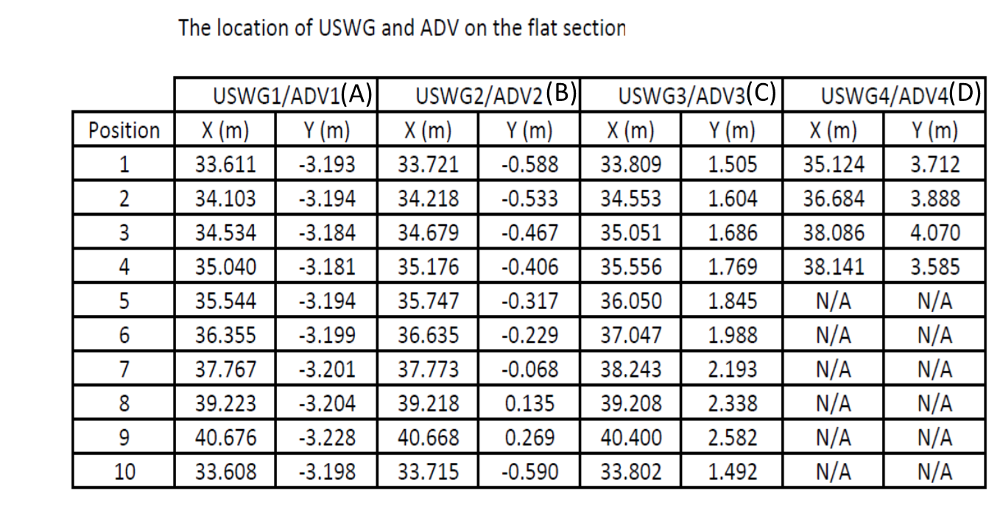 The location of USWG and ADV on the flat section
USWG1/ADV1(A) USWG2/ADV2(B) USWG3/ADV3(C) USWG4/ADV4(D)
Position X (m) Y (m) X (m) Y (m) X (m) Y (m) X (m) Y (m)
1 33.611 -3.193 33.721 -0.588 33.809 1.505 35.124 3.712
2 34.103 -3.194 34.218 -0.533 34.553 1.604 36.684 3.888
3 34.534 -3.184 34.679 -0.467 35.051 1.686 38.086 4.070
4 35.040 -3.181 35.176 -0.406 35.556 1.769 38.141 3.585
5 35.544 -3.194 35.747 -0.317 36.050 1.845 N/A N/A
6 36.355 -3.199 36.635 -0.229 37.047 1.988 N/A N/A
7 37.767 -3.201 37.773 -0.068 38.243 2.193 N/A N/A
8 39.223 -3.204 39.218 0.135 39.208 2.338 N/A N/A
9 40.676 -3.228 40.668 0.269 40.400 2.582 N/A N/A
10 33.608 -3.198 33.715 -0.590 33.802 1.492 N/A N/A